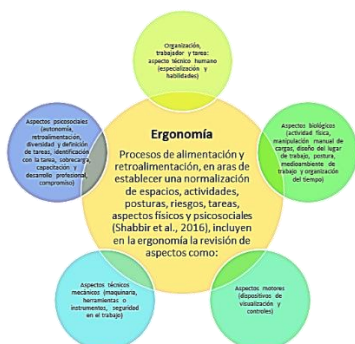 Organización,
trabajador y tarea:
aspecto técnico humano
(especialización y
habilidades)
Aspectos psicosociales
(autonomía,
retroalimentación,
diversidad y definición
de tareas, identificación
con la tarea, sobrecarga,
capacitación y
desarrollo profesional,
compromiso)
Ergonomía
Procesos de alimentación y
retroalimentación, en aras de
establecer una normalización
de espacios, actividades,
posturas, riesgos, tareas,
aspectos físicos y psicosociales
(Shabbir et al., 2016), incluyen
en la ergonomía la revisión de
aspectos como:
Aspectos biológicos
(actividad física,
manipulación manual de
cargas, diseño del lugar
de trabajo, postura,
medioambiente de
trabajo y organización
del tiempo)
Aspectos técnicos
mecánicos (maquinaria,
herramientas o
instrumentos, seguridad
en el trabajo)
Aspectos motores
(dispositivos de
visualización y
controles)